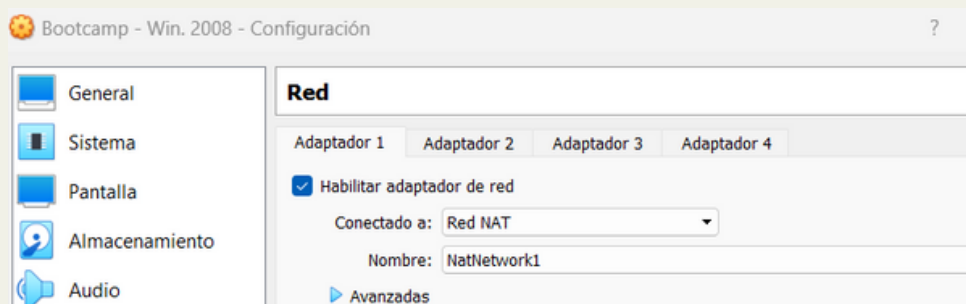 Bootcamp - Win. 2008 - Configuración ?
General
Red
Sistema
Adaptador 1 Adaptador 2 Adaptador 3 Adaptador 4
Pantalla
Habilitar adaptador de red
Conectado a: Red NAT
Almacenamiento
Nombre: NatNetwork1
Audio
Avanzadas